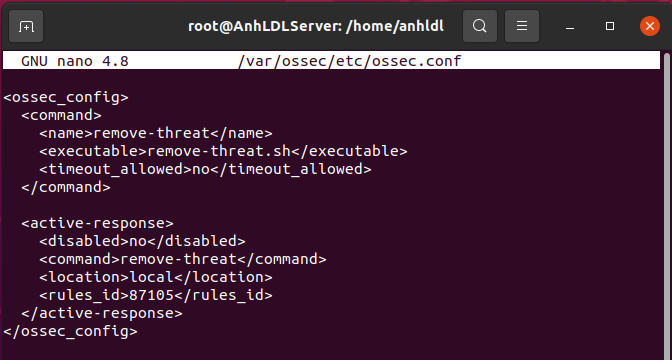 root@AnhLDLServer: /home/anhldl
GNU nano 4.8 /var/ossec/etc/ossec.conf
<ossec_config>
  <command>
    <name>remove-threat</name>
    <executable>remove-threat.sh</executable>
    <timeout_allowed>no</timeout_allowed>
  </command>

  <active-response>
    <disabled>no</disabled>
    <command>remove-threat</command>
    <location>local</location>
    <rules_id>87105</rules_id>
  </active-response>
</ossec_config>